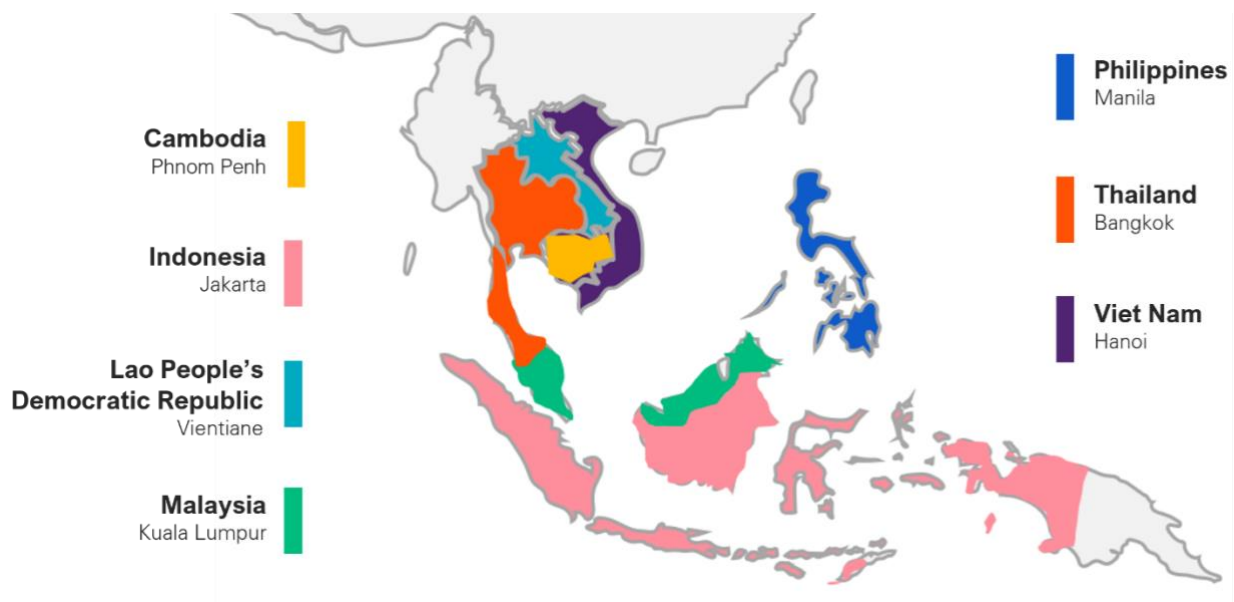 Cambodia
Phnom Penh
Indonesia
Jakarta
Lao People’s
Democratic Republic
Vientiane
Malaysia
Kuala Lumpur
Philippines
Manila
Thailand
Bangkok
Viet Nam
Hanoi